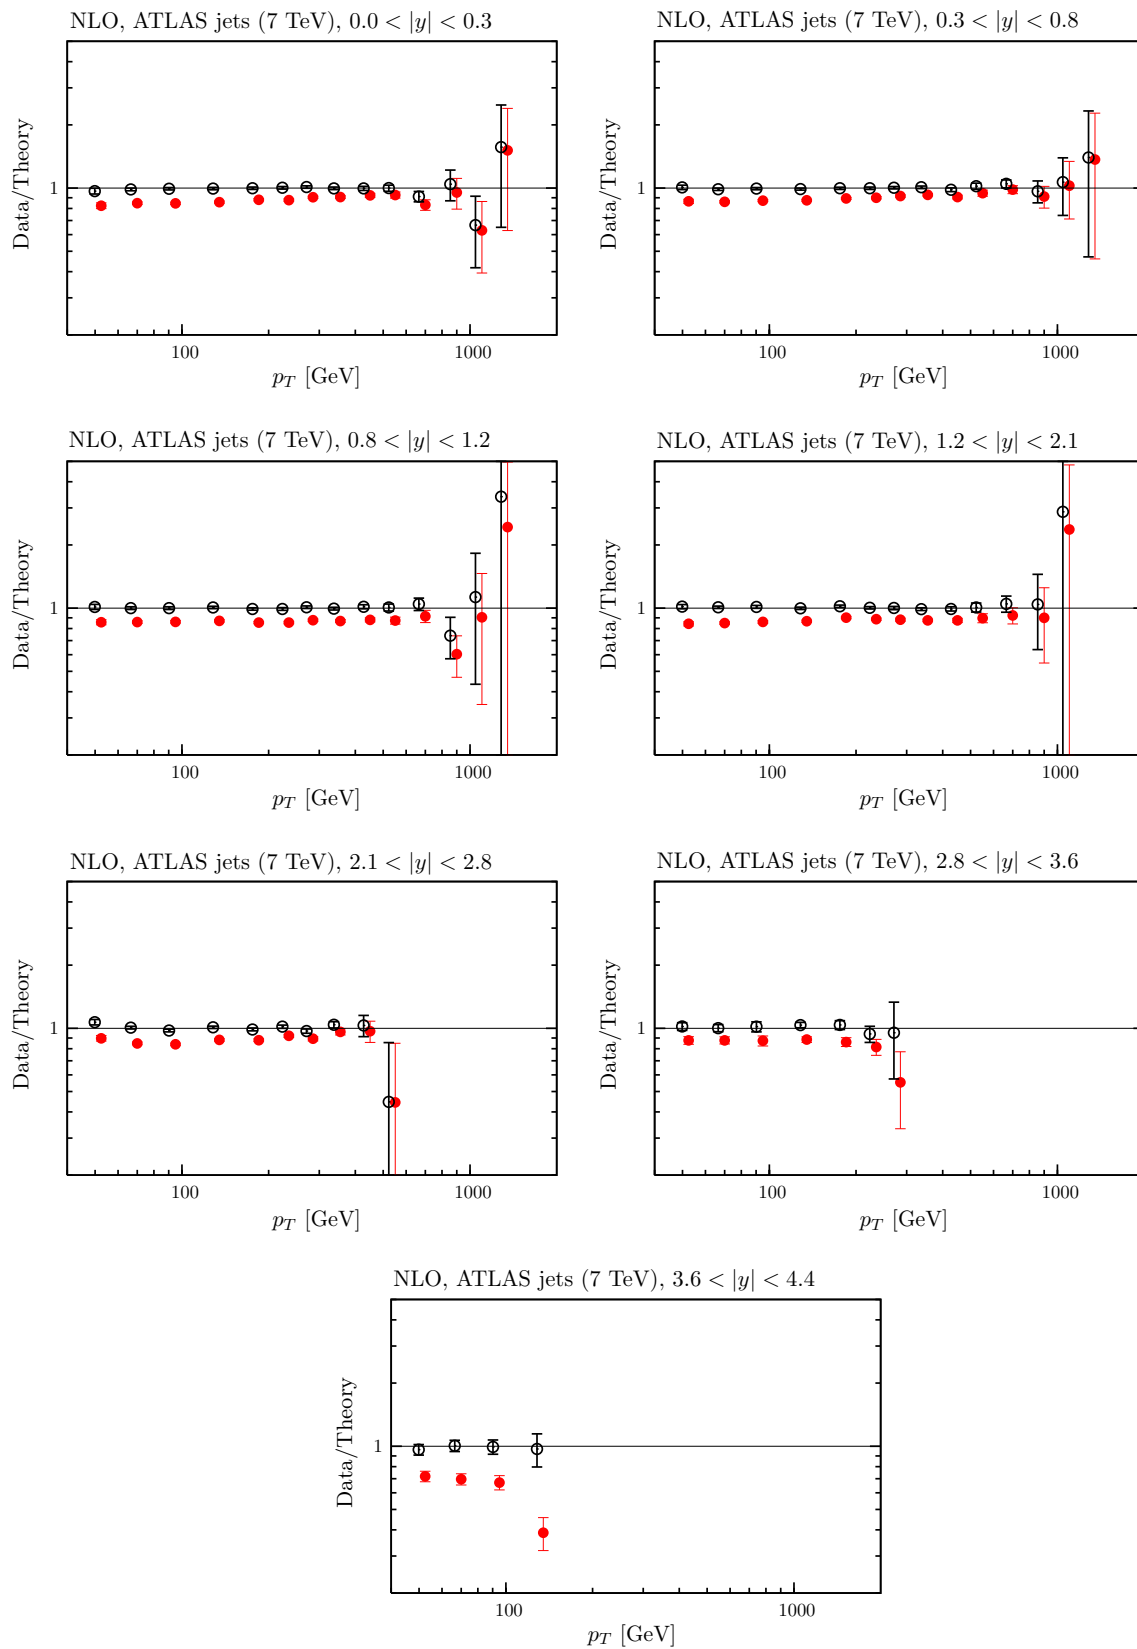 NLO, ATLAS jets (7 TeV), 0.0 < |y| < 0.3
Data/Theory
1
100
1000
p_T [GeV]
NLO, ATLAS jets (7 TeV), 0.3 < |y| < 0.8
Data/Theory
1
100
1000
p_T [GeV]
NLO, ATLAS jets (7 TeV), 0.8 < |y| < 1.2
Data/Theory
1
100
1000
p_T [GeV]
NLO, ATLAS jets (7 TeV), 1.2 < |y| < 2.1
Data/Theory
1
100
1000
p_T [GeV]
NLO, ATLAS jets (7 TeV), 2.1 < |y| < 2.8
Data/Theory
1
100
1000
p_T [GeV]
NLO, ATLAS jets (7 TeV), 2.8 < |y| < 3.6
Data/Theory
1
100
1000
p_T [GeV]
NLO, ATLAS jets (7 TeV), 3.6 < |y| < 4.4
Data/Theory
1
100
1000
p_T [GeV]